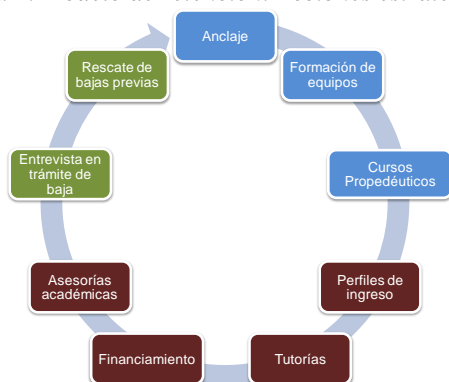 Anclaje
Formación de
equipos
Cursos
Propedéuticos
Perfiles de
ingreso
Tutorías
Financiamiento
Asesorías
académicas
Entrevista en
trámite de
baja
Rescate de
bajas previas